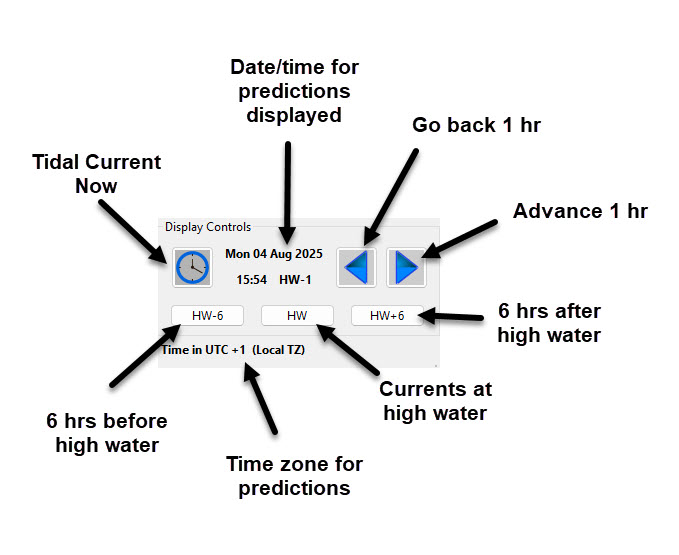 Date/time for
predictions
displayed
Go back 1 hr
Tidal Current
Now
Advance 1 hr
Display Controls
Mon 04 Aug 2025
15:54 HW-1
HW-6 HW HW+6
6 hrs after
high water
Time in UTC +1 (Local TZ)
Currents at
high water
6 hrs before
high water
Time zone for
predictions